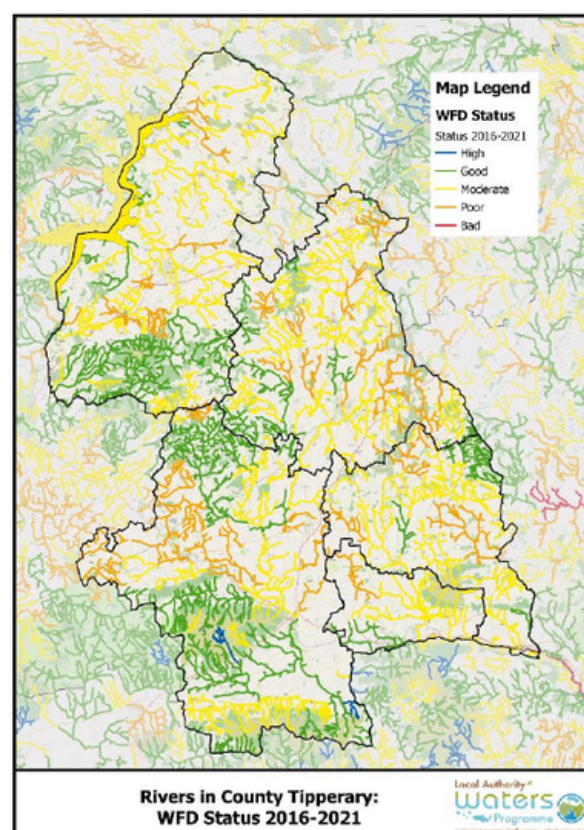 Map Legend
WFD Status
Status 2016-2021
High
Good
Moderate
Poor
Bad
Rivers in County Tipperary:
WFD Status 2016-2021
Local Authority
Waters
Programme